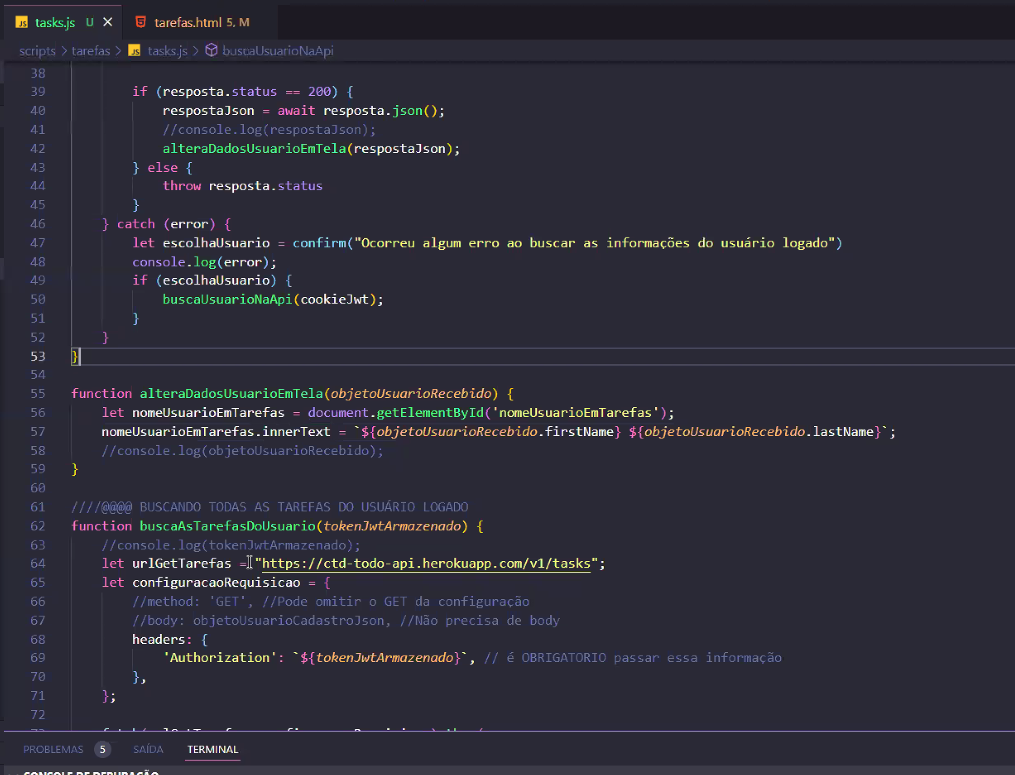 JS tasks.js U ✕ tarefas.html 5, M
scripts > tarefas > JS tasks.js > buscaUsuarioNaApi
38
39 if (resposta.status == 200) {
40 respostaJson = await resposta.json();
41 //console.log(respostaJson);
42 alteraDadosUsuarioEmTela(respostaJson);
43 } else {
44 throw resposta.status
45 }
46 } catch (error) {
47 let escolhaUsuario = confirm("Ocorreu algum erro ao buscar as informações do usuário logado")
48 console.log(error);
49 if (escolhaUsuario) {
50 buscaUsuarioNaApi(cookieJwt);
51 }
52 }
53 }
54
55 function alteraDadosUsuarioEmTela(objetoUsuarioRecebido) {
56 let nomeUsuarioEmTarefas = document.getElementById('nomeUsuarioEmTarefas');
57 nomeUsuarioEmTarefas.innerText = `${objetoUsuarioRecebido.firstName} ${objetoUsuarioRecebido.lastName}`;
58 //console.log(objetoUsuarioRecebido);
59 }
60
61 ////@@@@ BUSCANDO TODAS AS TAREFAS DO USUÁRIO LOGADO
62 function buscaAsTarefasDoUsuario(tokenJwtArmazenado) {
63 //console.log(tokenJwtArmazenado);
64 let urlGetTarefas = "https://ctd-todo-api.herokuapp.com/v1/tasks";
65 let configuracaoRequisicao = {
66 //method: 'GET', //Pode omitir o GET da configuração
67 //body: objetoUsuarioCadastroJson, //Não precisa de body
68 headers: {
69 'Authorization': `${tokenJwtArmazenado}`, // é OBRIGATORIO passar essa informação
70 },
71 };
72
PROBLEMAS 5 SAÍDA TERMINAL
CONSOLE DE DEPURAÇÃO